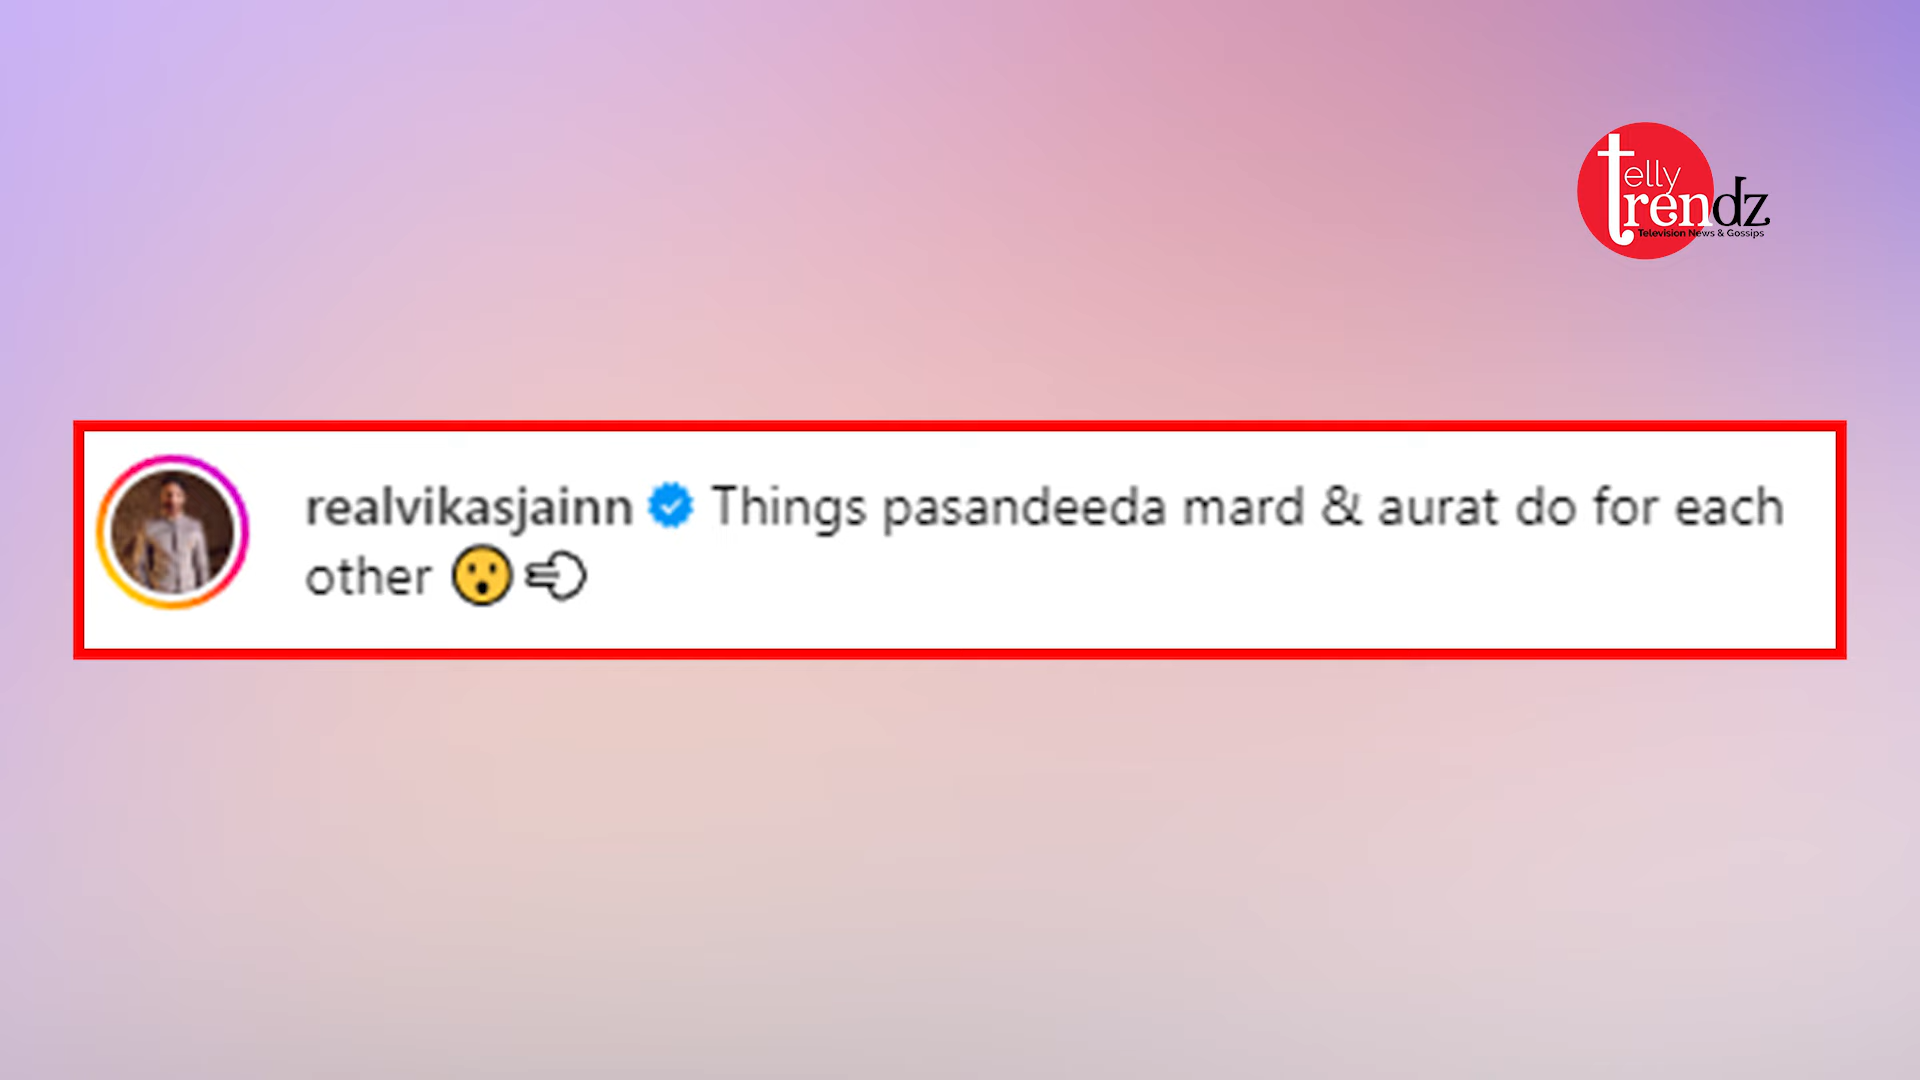 telly
trendz
Television News & Gossips
realvikasjainn Things pasandeeda mard & aurat do for each
other 😮💨